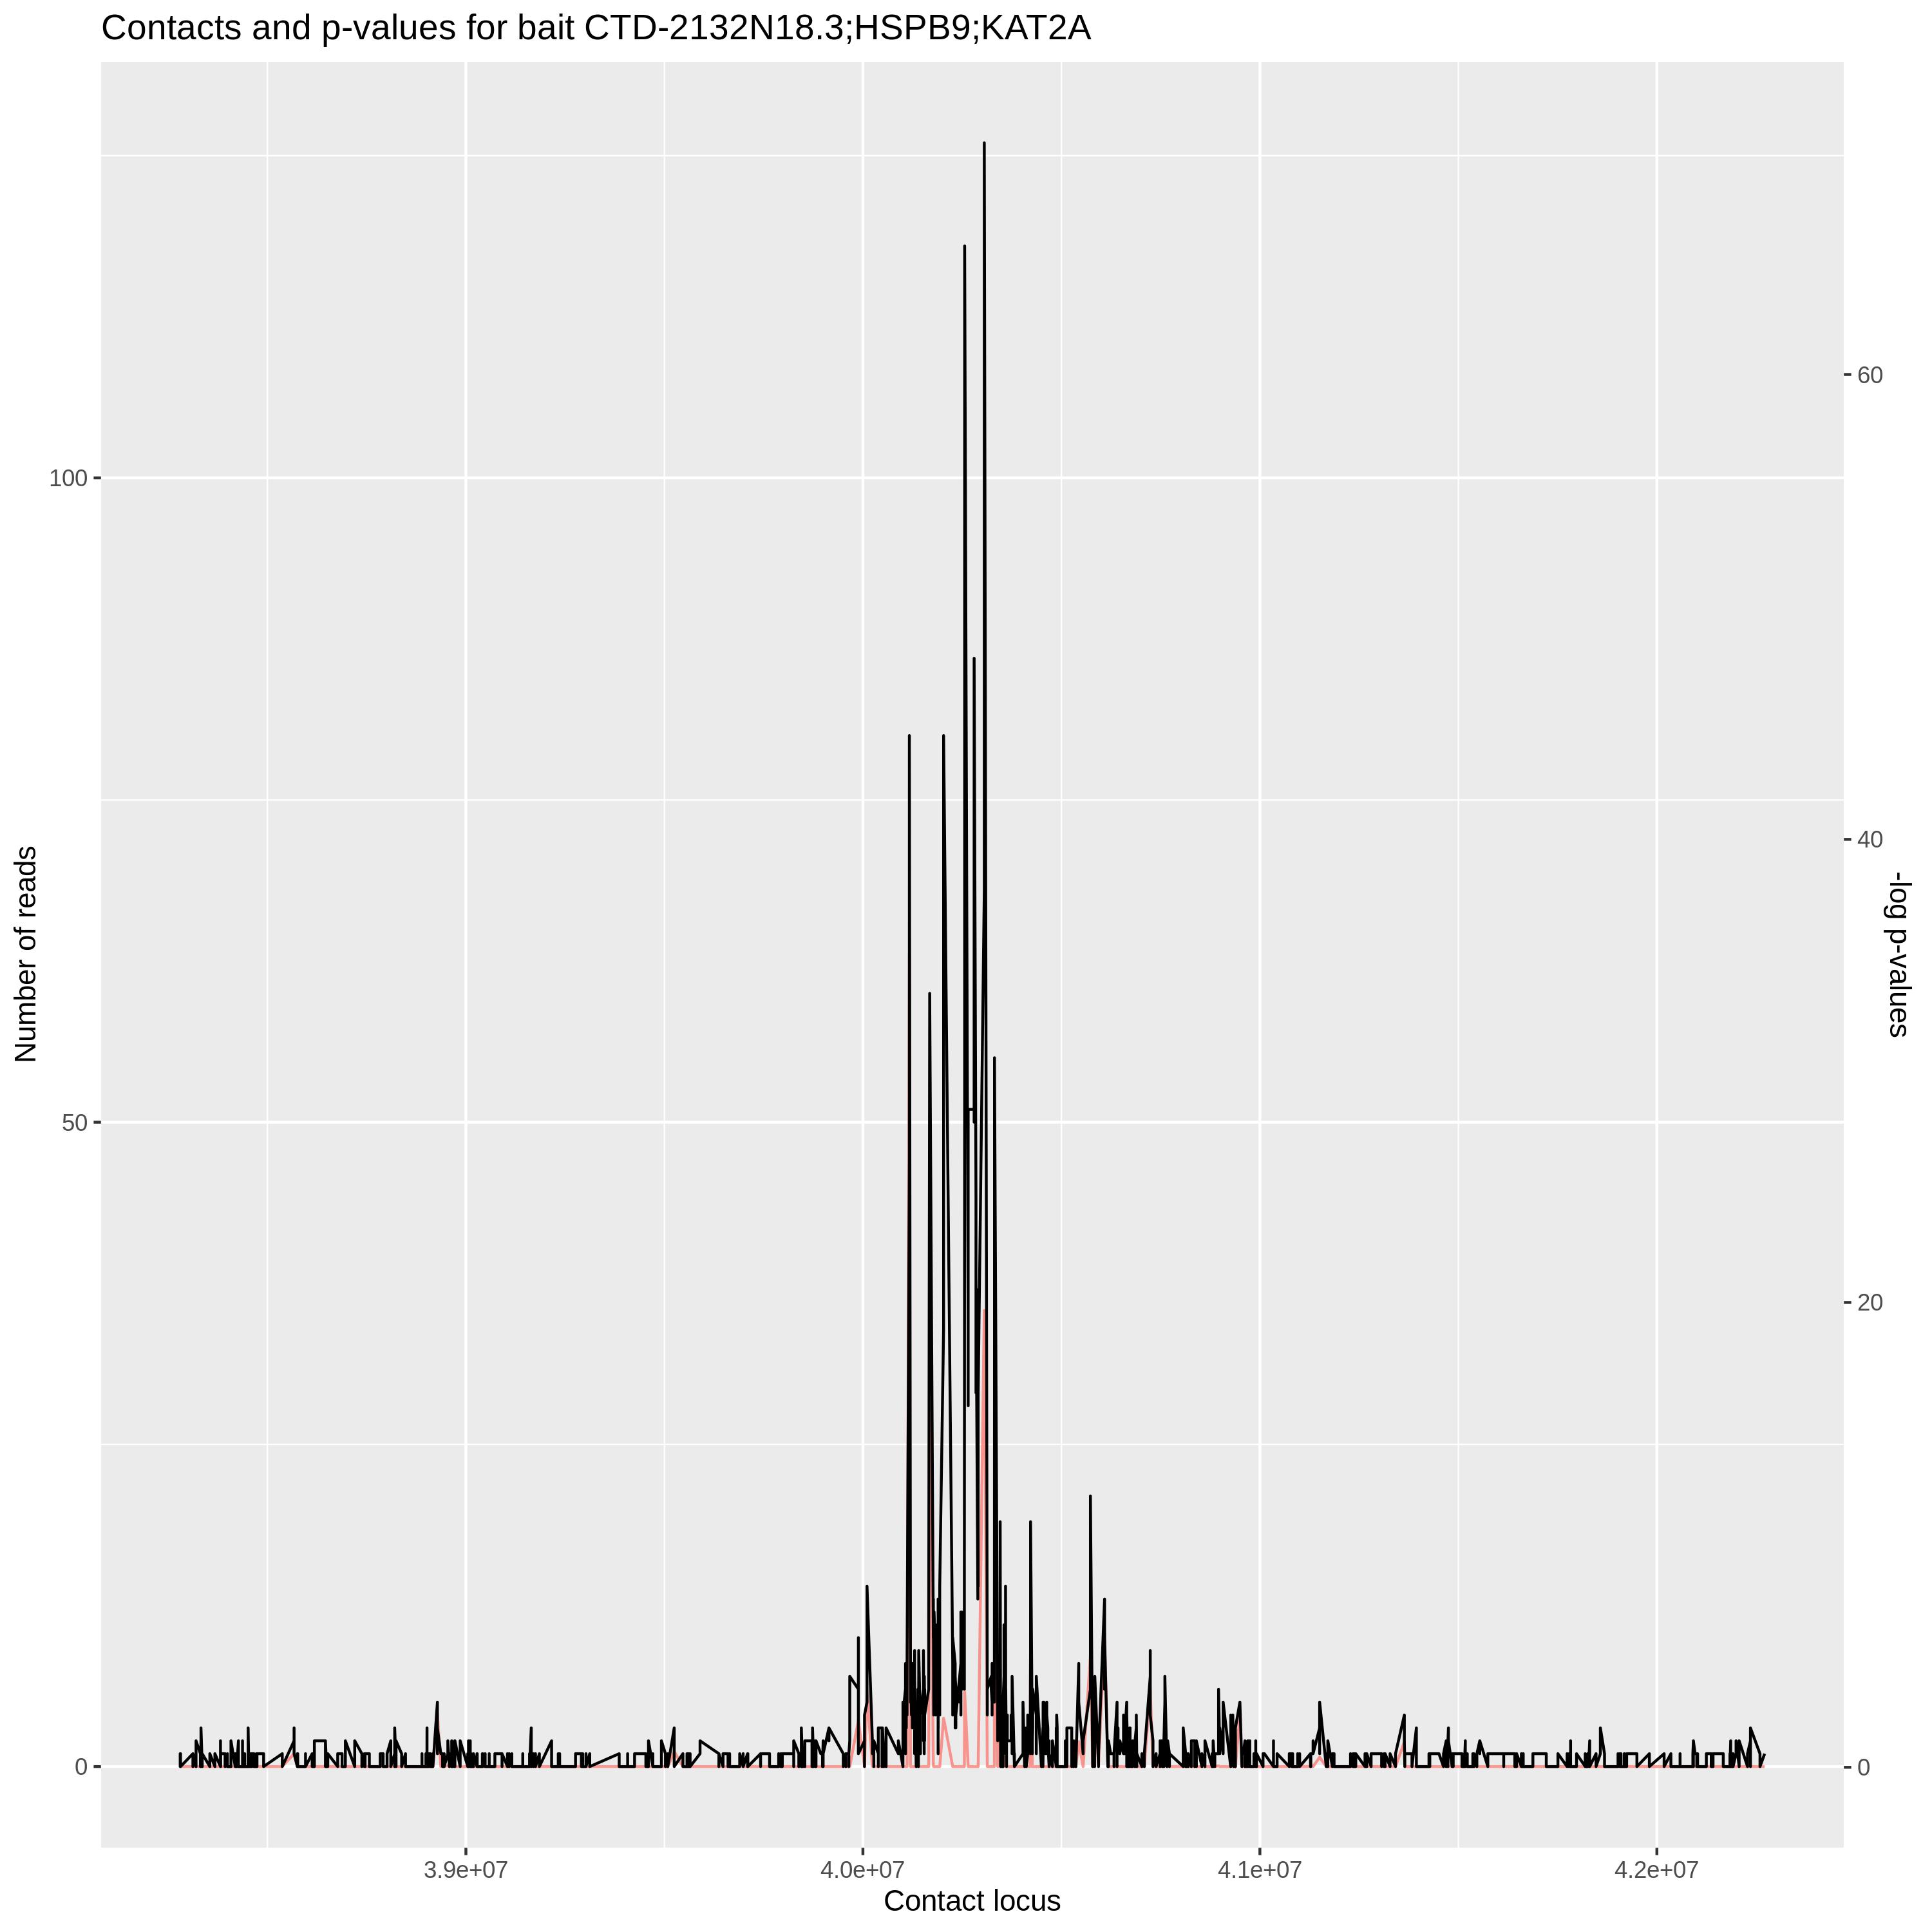 Contacts and p-values for bait CTD-2132N18.3;HSPB9;KAT2A
Number of reads
100
50
0
60
40
20
0
-log p-values
3.9e+07
4.0e+07
4.1e+07
4.2e+07
Contact locus